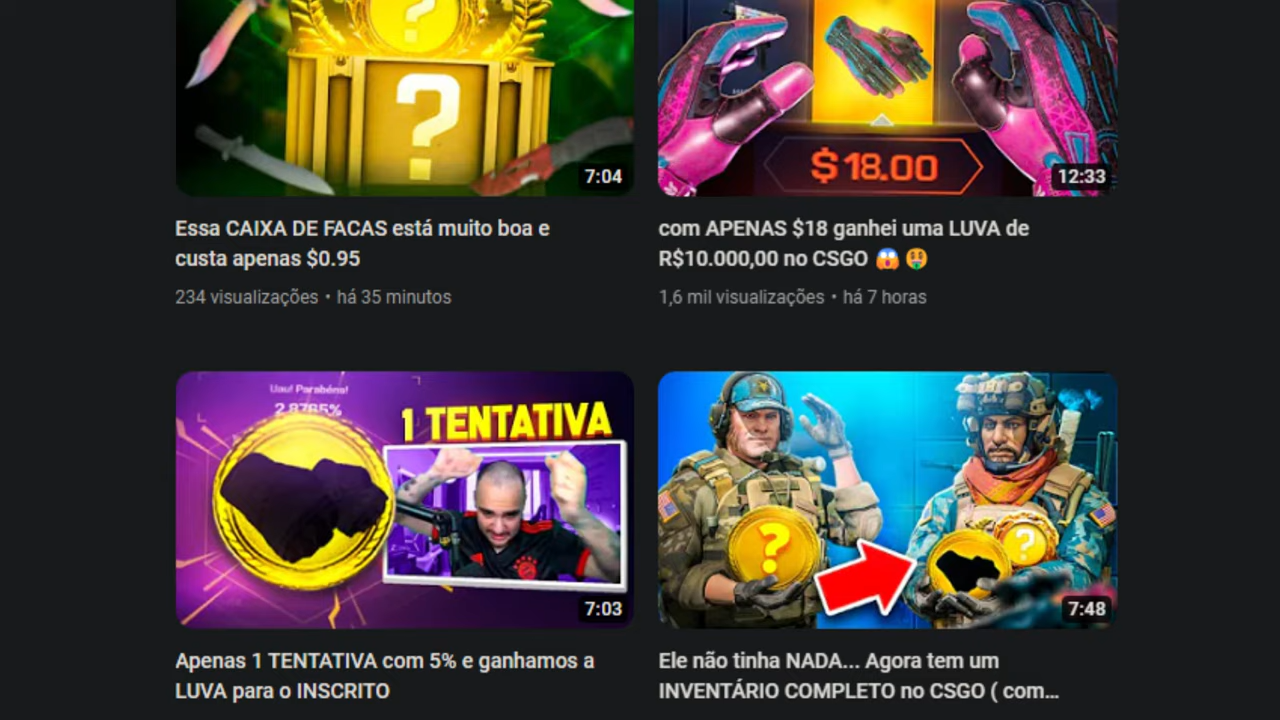 ?
?
$18.00
7:04
12:33
Essa CAIXA DE FACAS está muito boa e
custa apenas $0.95
234 visualizações • há 35 minutos
com APENAS $18 ganhei uma LUVA de
R$10.000,00 no CSGO 😱 🤑
1,6 mil visualizações • há 7 horas
Uau! Parabéns!
2.8765%
1 TENTATIVA
7:03
?
?
7:48
Apenas 1 TENTATIVA com 5% e ganhamos a
LUVA para o INSCRITO
Ele não tinha NADA... Agora tem um
INVENTÁRIO COMPLETO no CSGO ( com...